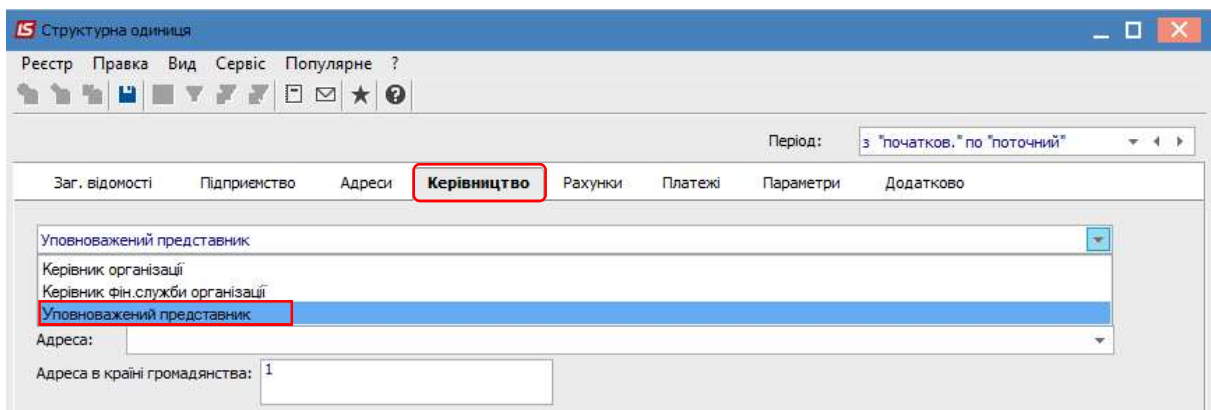 Структурна одиниця
Реєстр Правка Вид Сервіс Популярне ?
Період: з "початков." по "поточний"
Заг. відомості Підприємство Адреси Керівництво Рахунки Платежі Параметри Додатково
Уповноважений представник
Керівник організації
Керівник фін.служби організації
Уповноважений представник
Адреса:
Адреса в країні громадянства: 1